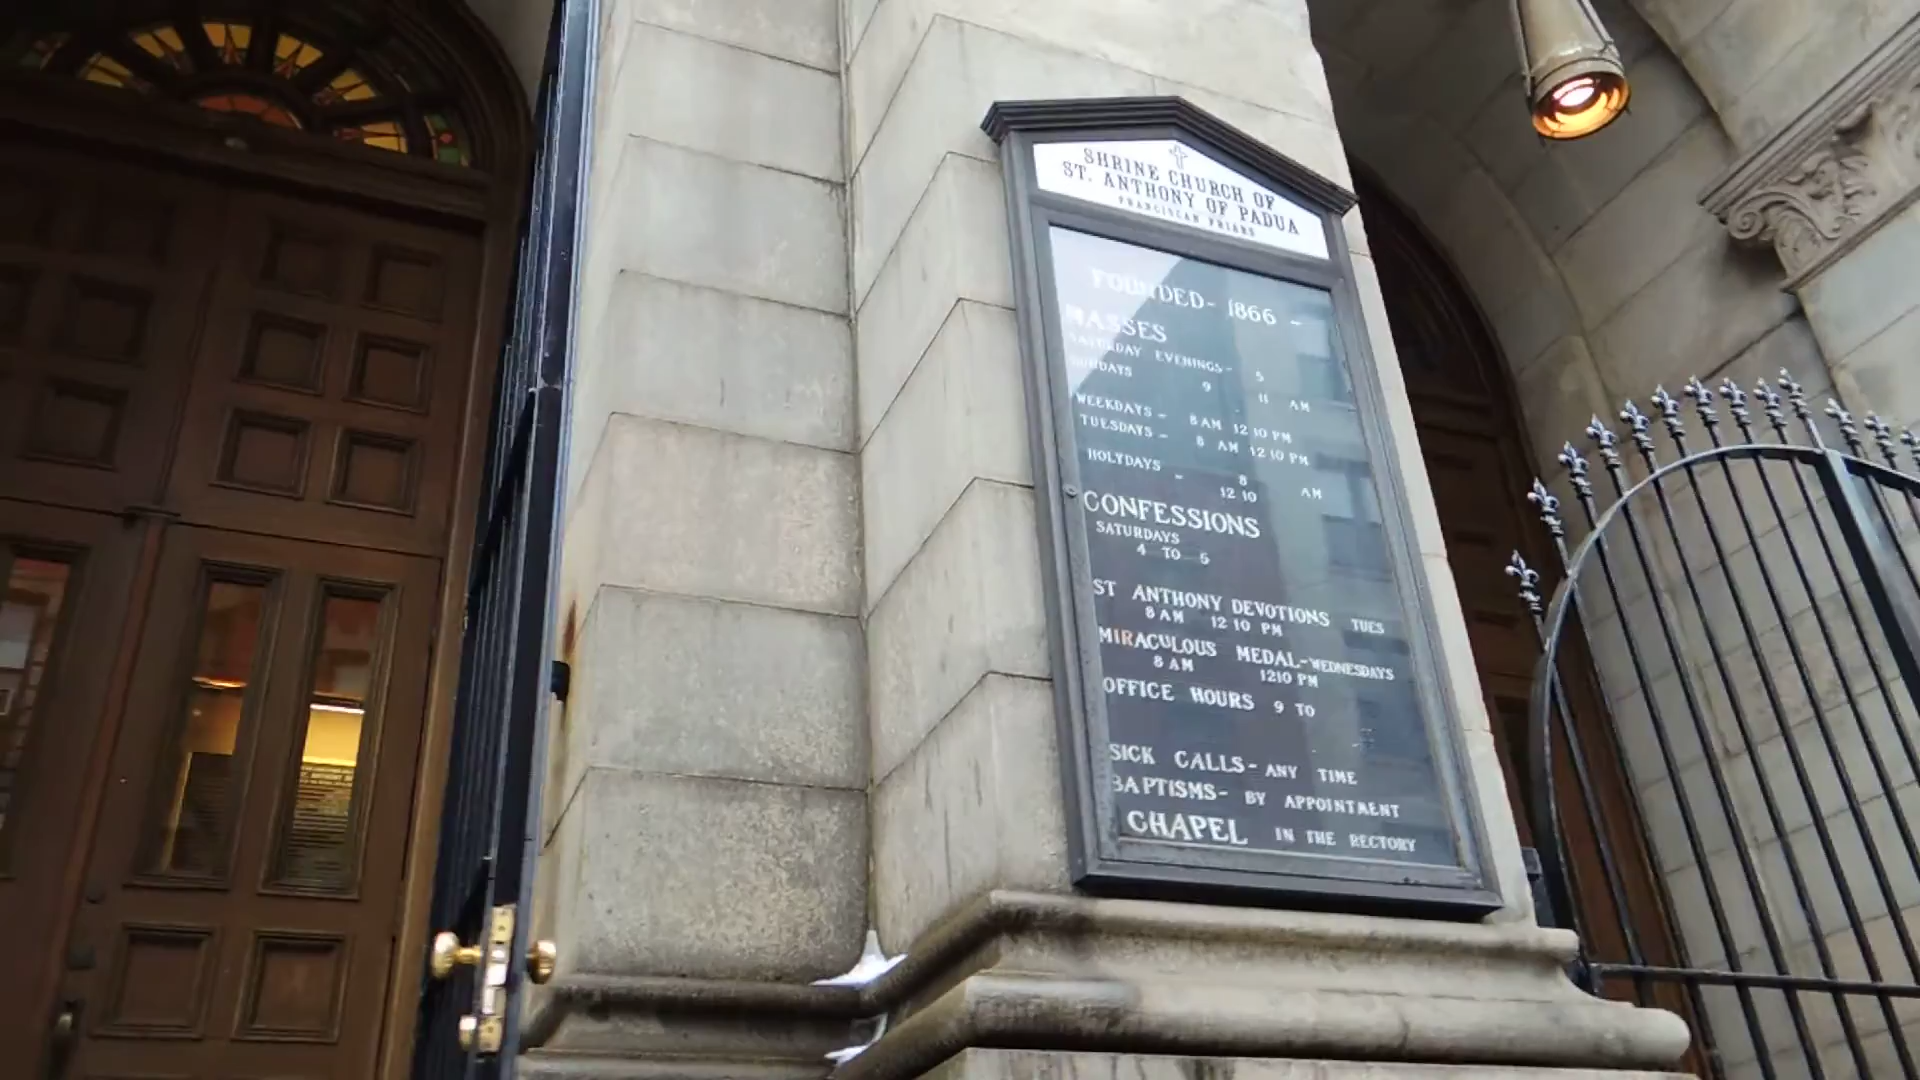 SHRINE CHURCH OF
ST. ANTHONY OF PADUA
FRANCISCAN FRIARS
FOUNDED - 1866 -
MASSES
SATURDAY EVENINGS - 5
SUNDAYS 9 11 AM
WEEKDAYS - 8 AM 12 10 PM
TUESDAYS - 8 AM 12 10 PM
HOLYDAYS - 8 AM
12 10
CONFESSIONS
SATURDAYS
4 TO 5
ST ANTHONY DEVOTIONS TUES
8 AM 12 10 PM
MIRACULOUS MEDAL - WEDNESDAYS
8 AM 1210 PM
OFFICE HOURS 9 TO
SICK CALLS - ANY TIME
BAPTISMS - BY APPOINTMENT
CHAPEL IN THE RECTORY